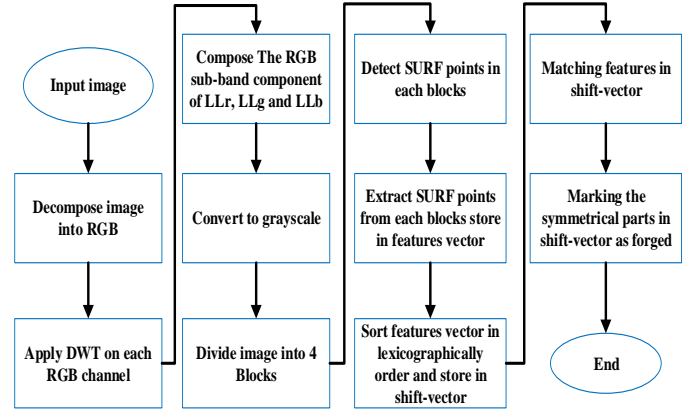 Input image
Decompose image
into RGB
Apply DWT on each
RGB channel
Compose The RGB
sub-band component
of LLr, LLg and LLb
Convert to grayscale
Divide image into 4
Blocks
Detect SURF points in
each blocks
Extract SURF points
from each blocks store
in features vector
Sort features vector in
lexicographically
order and store in
shift-vector
Matching features in
shift-vector
Marking the
symmetrical parts in
shift-vector as forged
End